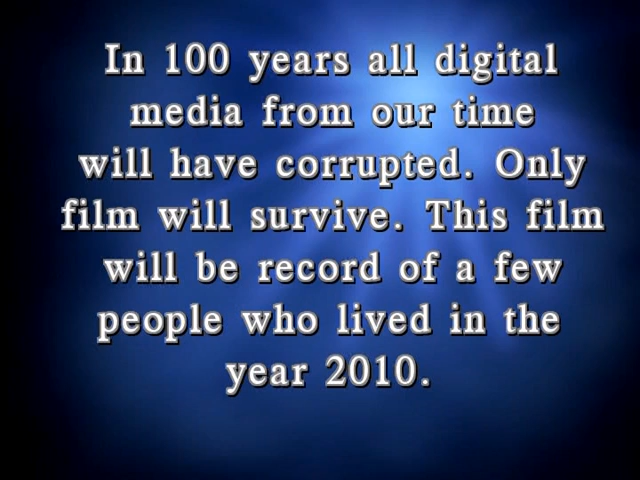 In 100 years all digital
media from our time
will have corrupted. Only
film will survive. This film
will be record of a few
people who lived in the
year 2010.